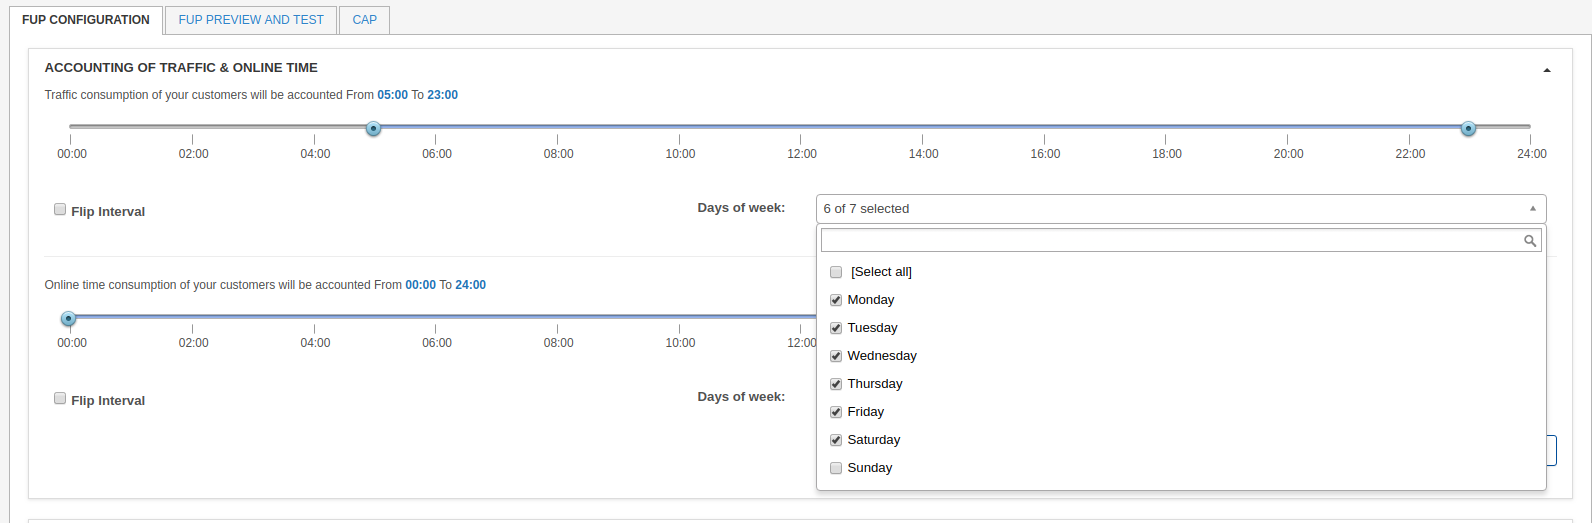 FUP CONFIGURATION FUP PREVIEW AND TEST CAP
ACCOUNTING OF TRAFFIC & ONLINE TIME
Traffic consumption of your customers will be accounted From 05:00 To 23:00
00:00 02:00 04:00 06:00 08:00 10:00 12:00 14:00 16:00 18:00 20:00 22:00 24:00
Flip Interval Days of week: 6 of 7 selected
[Select all]
Monday
Tuesday
Wednesday
Thursday
Friday
Saturday
Sunday
Online time consumption of your customers will be accounted From 00:00 To 24:00
00:00 02:00 04:00 06:00 08:00 10:00 12:00
Flip Interval Days of week: